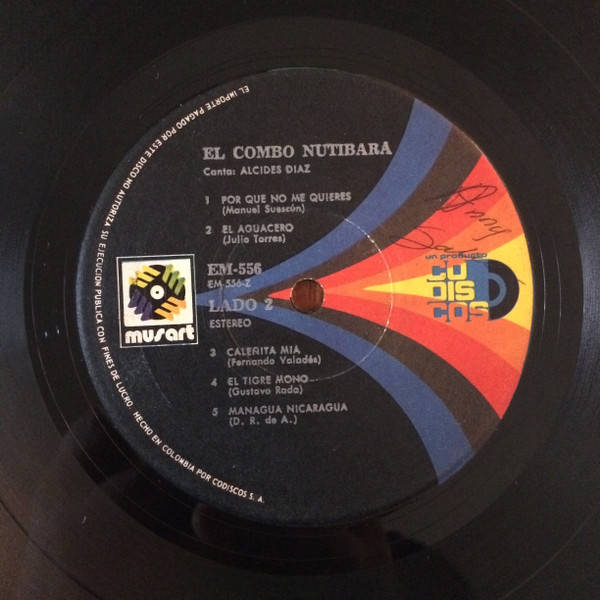 EL COMBO NUTIBARA
Canta: ALCIDES DIAZ
1 POR QUE NO ME QUIERES
(Manuel Suescún)
2 EL AGUACERO
(Julio Torres)
EM-556
EM-556-Z
LADO 2
ESTEREO
3 CALEÑITA MIA
(Fernando Valadés)
4 EL TIGRE MONO
(Gustavo Rada)
5 MANAGUA NICARAGUA
(D. R. de A.)
musart
un producto
CO
DIS
COS
EL IMPORTE PAGADO POR ESTE DISCO NO AUTORIZA SU EJECUCION PUBLICA CON FINES DE LUCRO. HECHO EN COLOMBIA POR CODISCOS S. A.